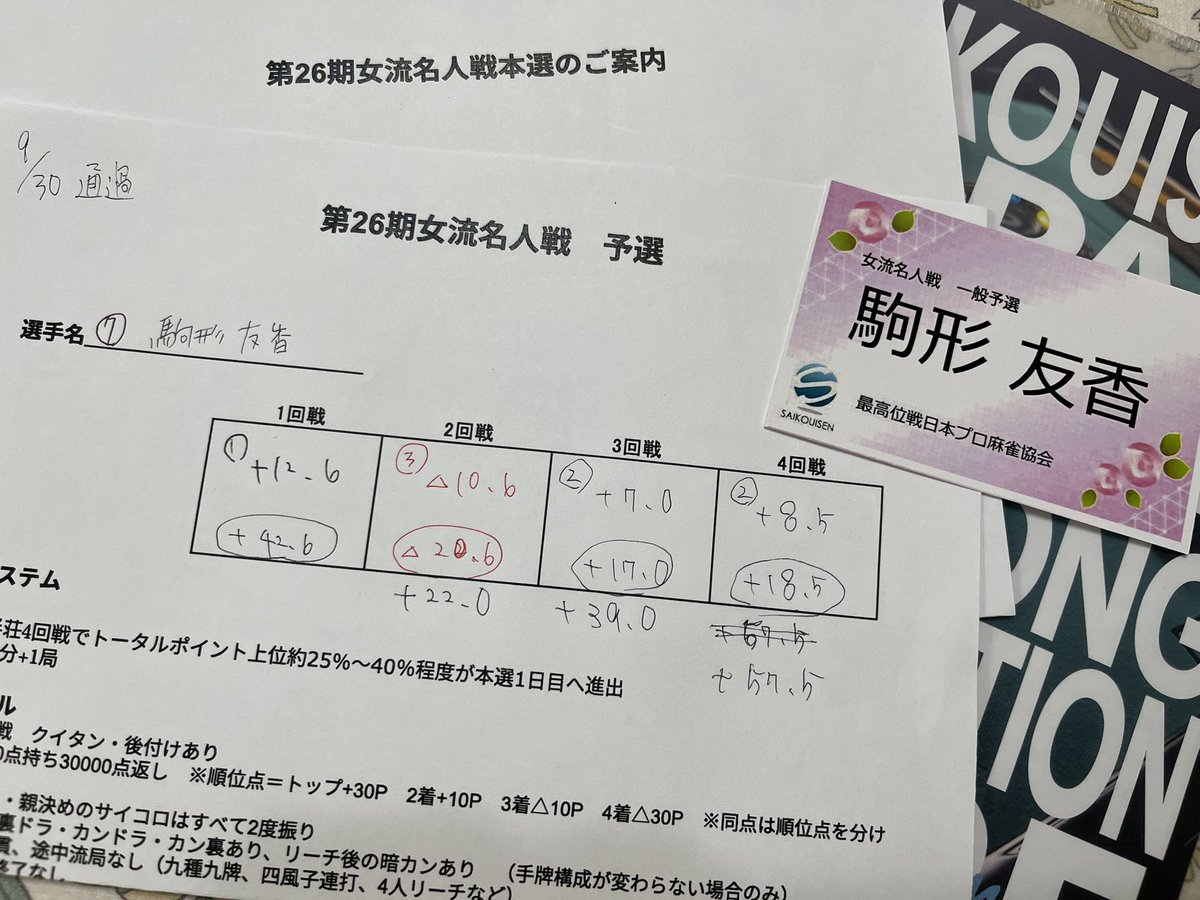 第26期女流名人戦本選のご案内
9/30 通過
第26期女流名人戦 予選
選手名 ⑦ 駒形 友香
1回戦 2回戦 3回戦 4回戦
① +12.6 ③ △10.6 ② +7.0 ② +8.5
+42.6 △20.6 +17.0 +18.5
+22.0 +39.0
+57.5
ステム
荘4回戦でトータルポイント上位約25%～40%程度が本選1日目へ進出
分+1局
ル
戦 クイタン・後付けあり
0点持ち30000点返し ※順位点＝トップ+30P 2着+10P 3着△10P 4着△30P ※同点は順位点を分け
・親決めのサイコロはすべて2度振り
裏ドラ・カンドラ・カン裏あり、リーチ後の暗カンあり （手牌構成が変わらない場合のみ）
貫、途中流局なし（九種九牌、四風子連打、4人リーチなど）
終了なし
女流名人戦 一般予選
駒形 友香
SAIKOUISEN
最高位戦日本プロ麻雀協会
KOUIS
ONG
TION